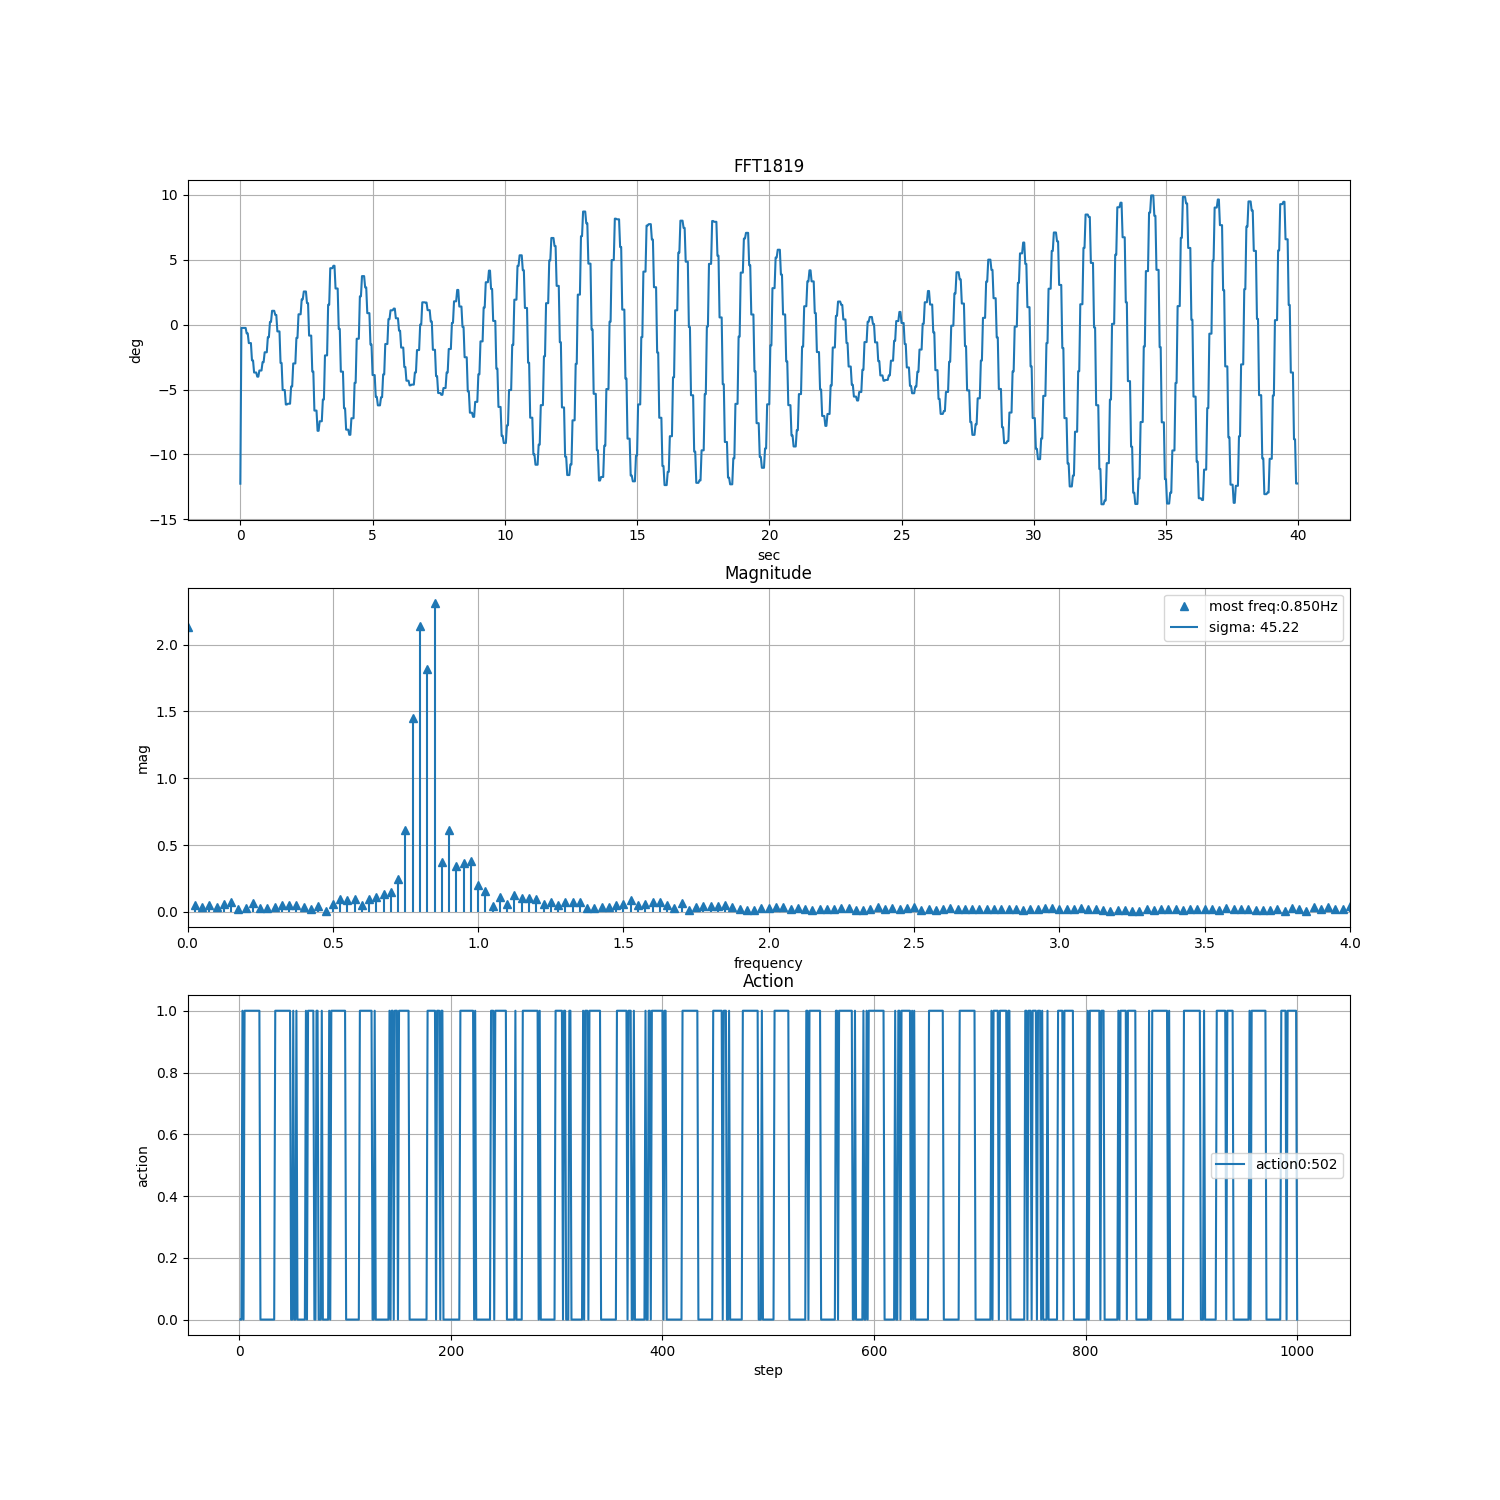 FFT1819
10
5
0
−5
−10
−15
deg
0 5 10 15 20 25 30 35 40
sec
Magnitude
most freq:0.850Hz
sigma: 45.22
2.0
1.5
1.0
0.5
0.0
mag
0.0 0.5 1.0 1.5 2.0 2.5 3.0 3.5 4.0
frequency
Action
1.0
0.8
0.6
0.4
0.2
0.0
action
action0:502
0 200 400 600 800 1000
step